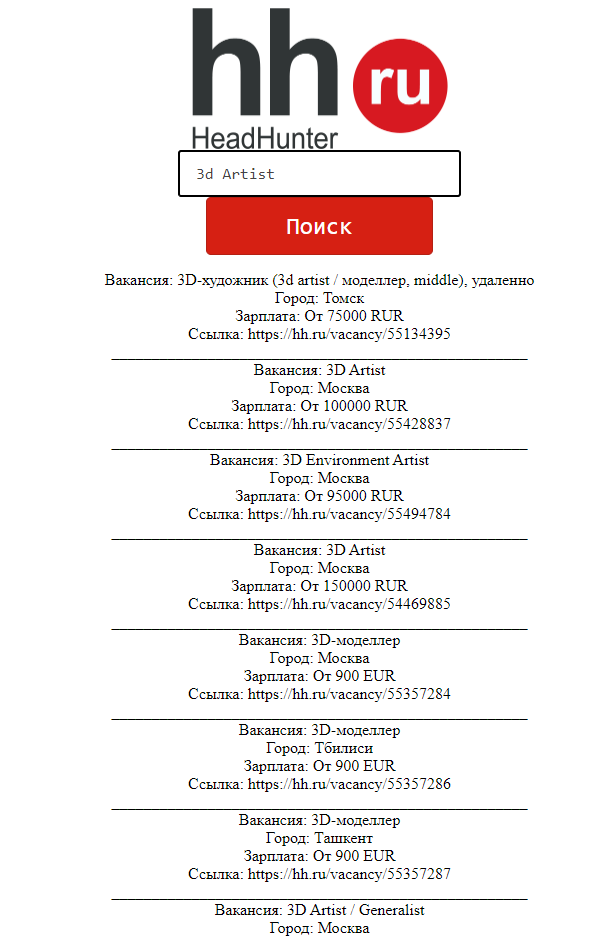 hh ru
HeadHunter
3d Artist
Поиск
Вакансия: 3D-художник (3d artist / моделлер, middle), удаленно
Город: Томск
Зарплата: От 75000 RUR
Ссылка: https://hh.ru/vacancy/55134395
Вакансия: 3D Artist
Город: Москва
Зарплата: От 100000 RUR
Ссылка: https://hh.ru/vacancy/55428837
Вакансия: 3D Environment Artist
Город: Москва
Зарплата: От 95000 RUR
Ссылка: https://hh.ru/vacancy/55494784
Вакансия: 3D Artist
Город: Москва
Зарплата: От 150000 RUR
Ссылка: https://hh.ru/vacancy/54469885
Вакансия: 3D-моделлер
Город: Москва
Зарплата: От 900 EUR
Ссылка: https://hh.ru/vacancy/55357284
Вакансия: 3D-моделлер
Город: Тбилиси
Зарплата: От 900 EUR
Ссылка: https://hh.ru/vacancy/55357286
Вакансия: 3D-моделлер
Город: Ташкент
Зарплата: От 900 EUR
Ссылка: https://hh.ru/vacancy/55357287
Вакансия: 3D Artist / Generalist
Город: Москва